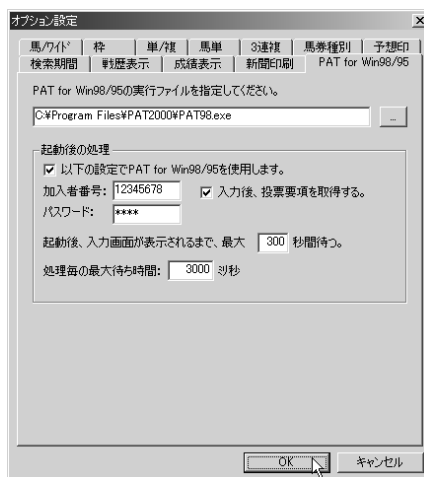 オプション設定
馬/ワイド 枠 単/複 馬単 3連複 馬券種別 予想印
検索期間 戦歴表示 成績表示 新聞印刷 PAT for Win98/95
PAT for Win98/95の実行ファイルを指定してください。
C:¥Program Files¥PAT2000¥PAT98.exe ...
起動後の処理
以下の設定でPAT for Win98/95を使用します。
加入者番号: 12345678 入力後、投票要項を取得する。
パスワード: ****
起動後、入力画面が表示されるまで、最大 300 秒間待つ。
処理毎の最大待ち時間: 3000 ミリ秒
OK キャンセル